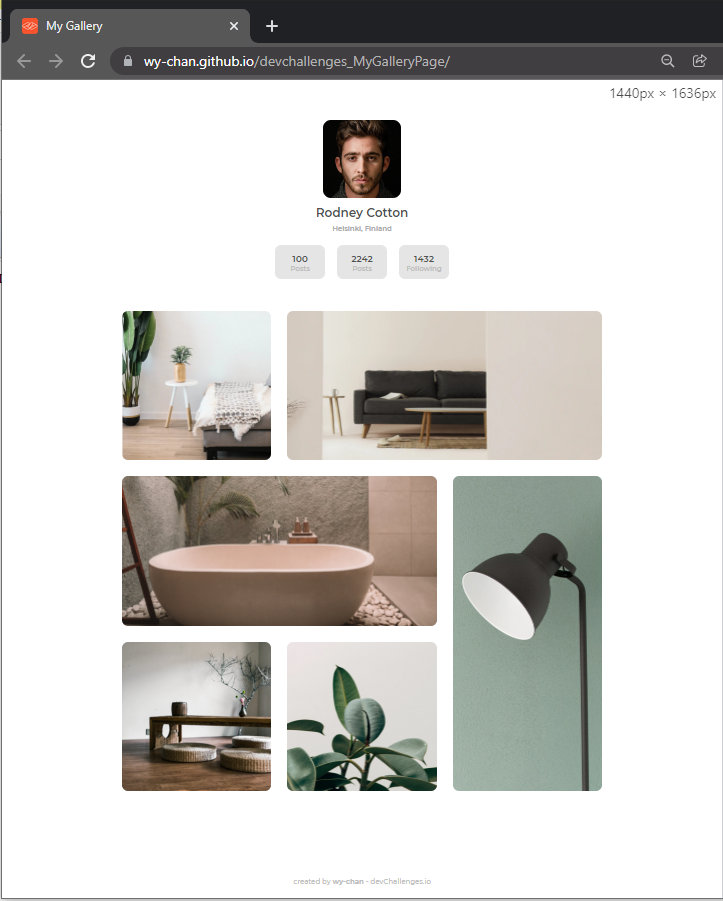 My Gallery
wy-chan.github.io/devchallenges_MyGalleryPage/
1440px × 1636px
Rodney Cotton
Helsinki, Finland
100 2242 1432
Posts Posts Following
created by wy-chan - devChallenges.io